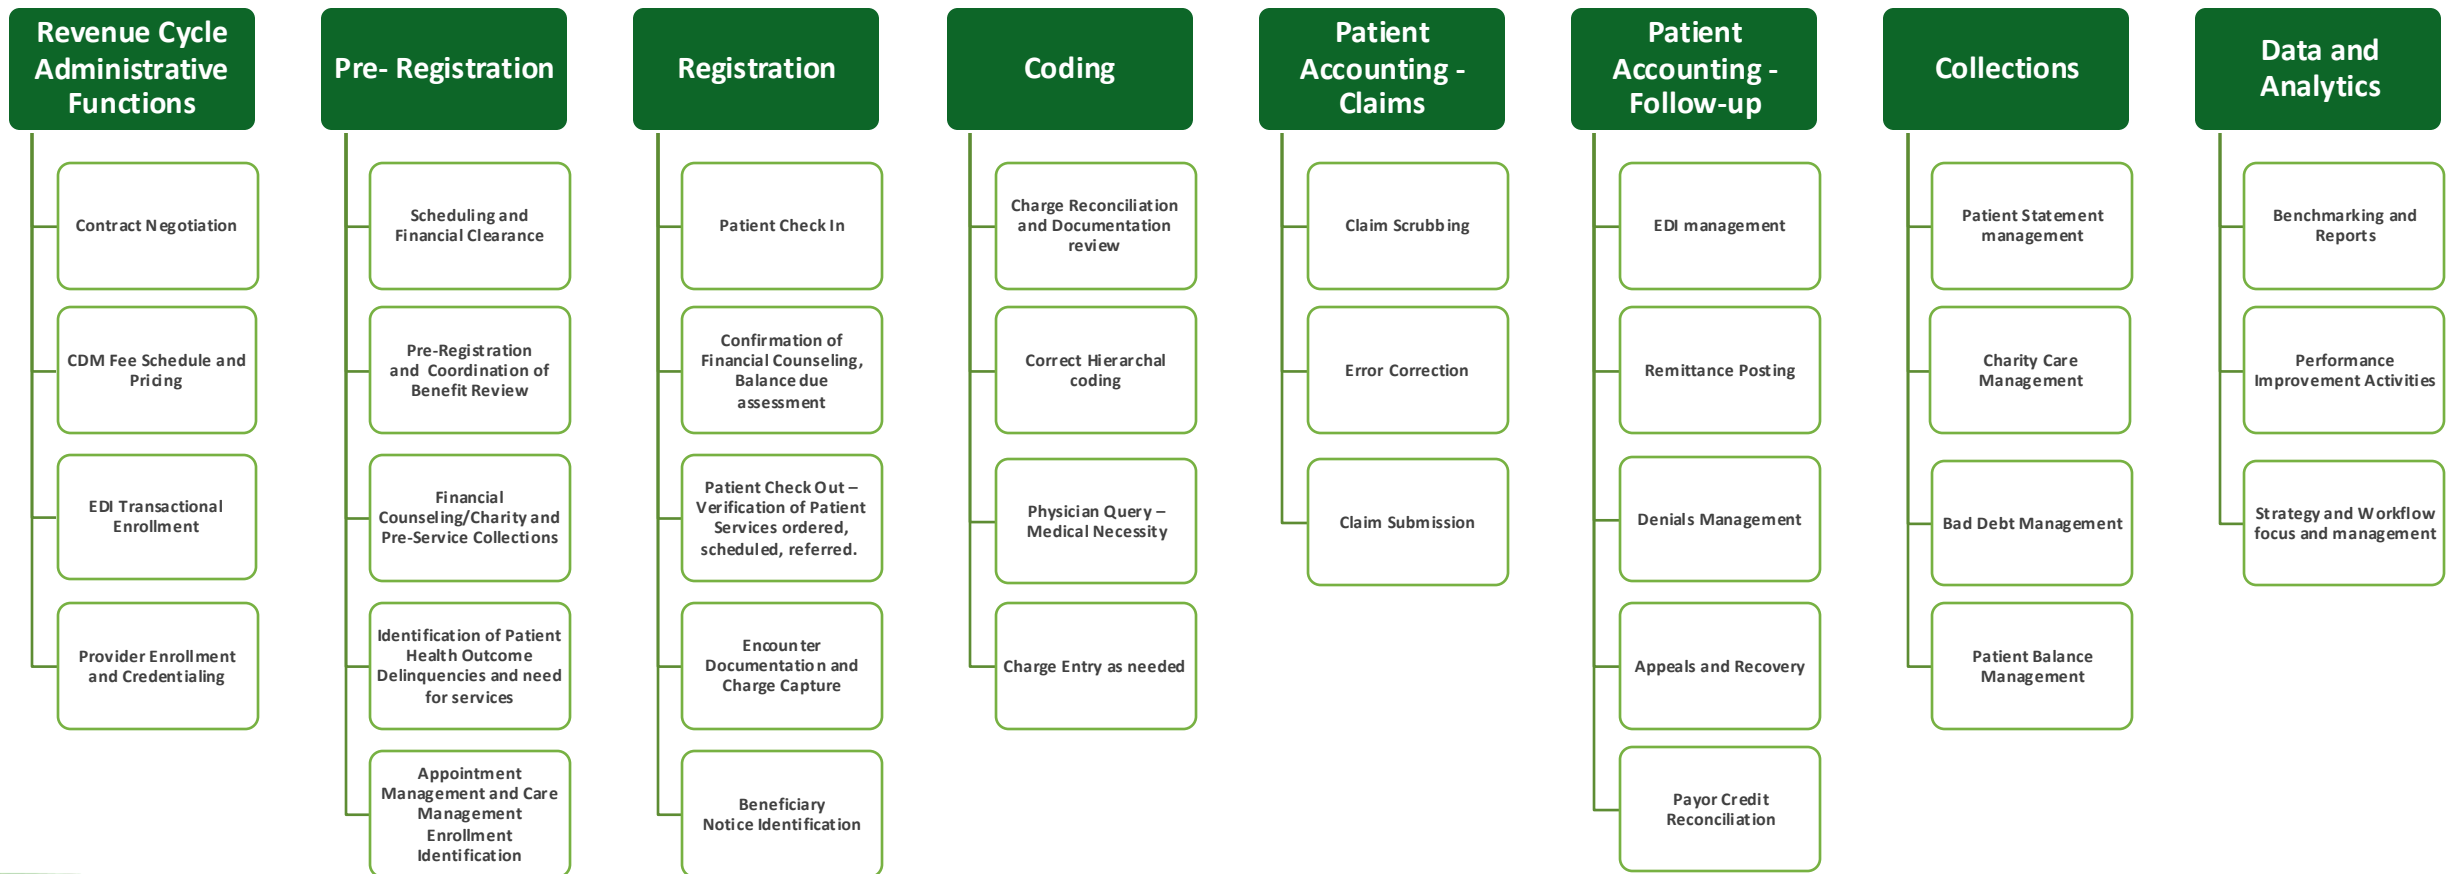 Revenue Cycle
Administrative
Functions
Contract Negotiation
CDM Fee Schedule and
Pricing
EDI Transactional
Enrollment
Provider Enrollment
and Credentialing
Pre- Registration
Scheduling and
Financial Clearance
Pre-Registration
and Coordination of
Benefit Review
Financial
Counseling/Charity and
Pre-Service Collections
Identification of Patient
Health Outcome
Delinquencies and need
for services
Appointment
Management and Care
Management
Enrollment
Identification
Registration
Patient Check In
Confirmation of
Financial Counseling,
Balance due
assessment
Patient Check Out –
Verification of Patient
Services ordered,
scheduled, referred.
Encounter
Documentation and
Charge Capture
Beneficiary
Notice Identification
Coding
Charge Reconciliation
and Documentation
review
Correct Hierarchal
coding
Physician Query –
Medical Necessity
Charge Entry as needed
Patient
Accounting -
Claims
Claim Scrubbing
Error Correction
Claim Submission
Patient
Accounting -
Follow-up
EDI management
Remittance Posting
Denials Management
Appeals and Recovery
Payor Credit
Reconciliation
Collections
Patient Statement
management
Charity Care
Management
Bad Debt Management
Patient Balance
Management
Data and
Analytics
Benchmarking and
Reports
Performance
Improvement Activities
Strategy and Workflow
focus and management